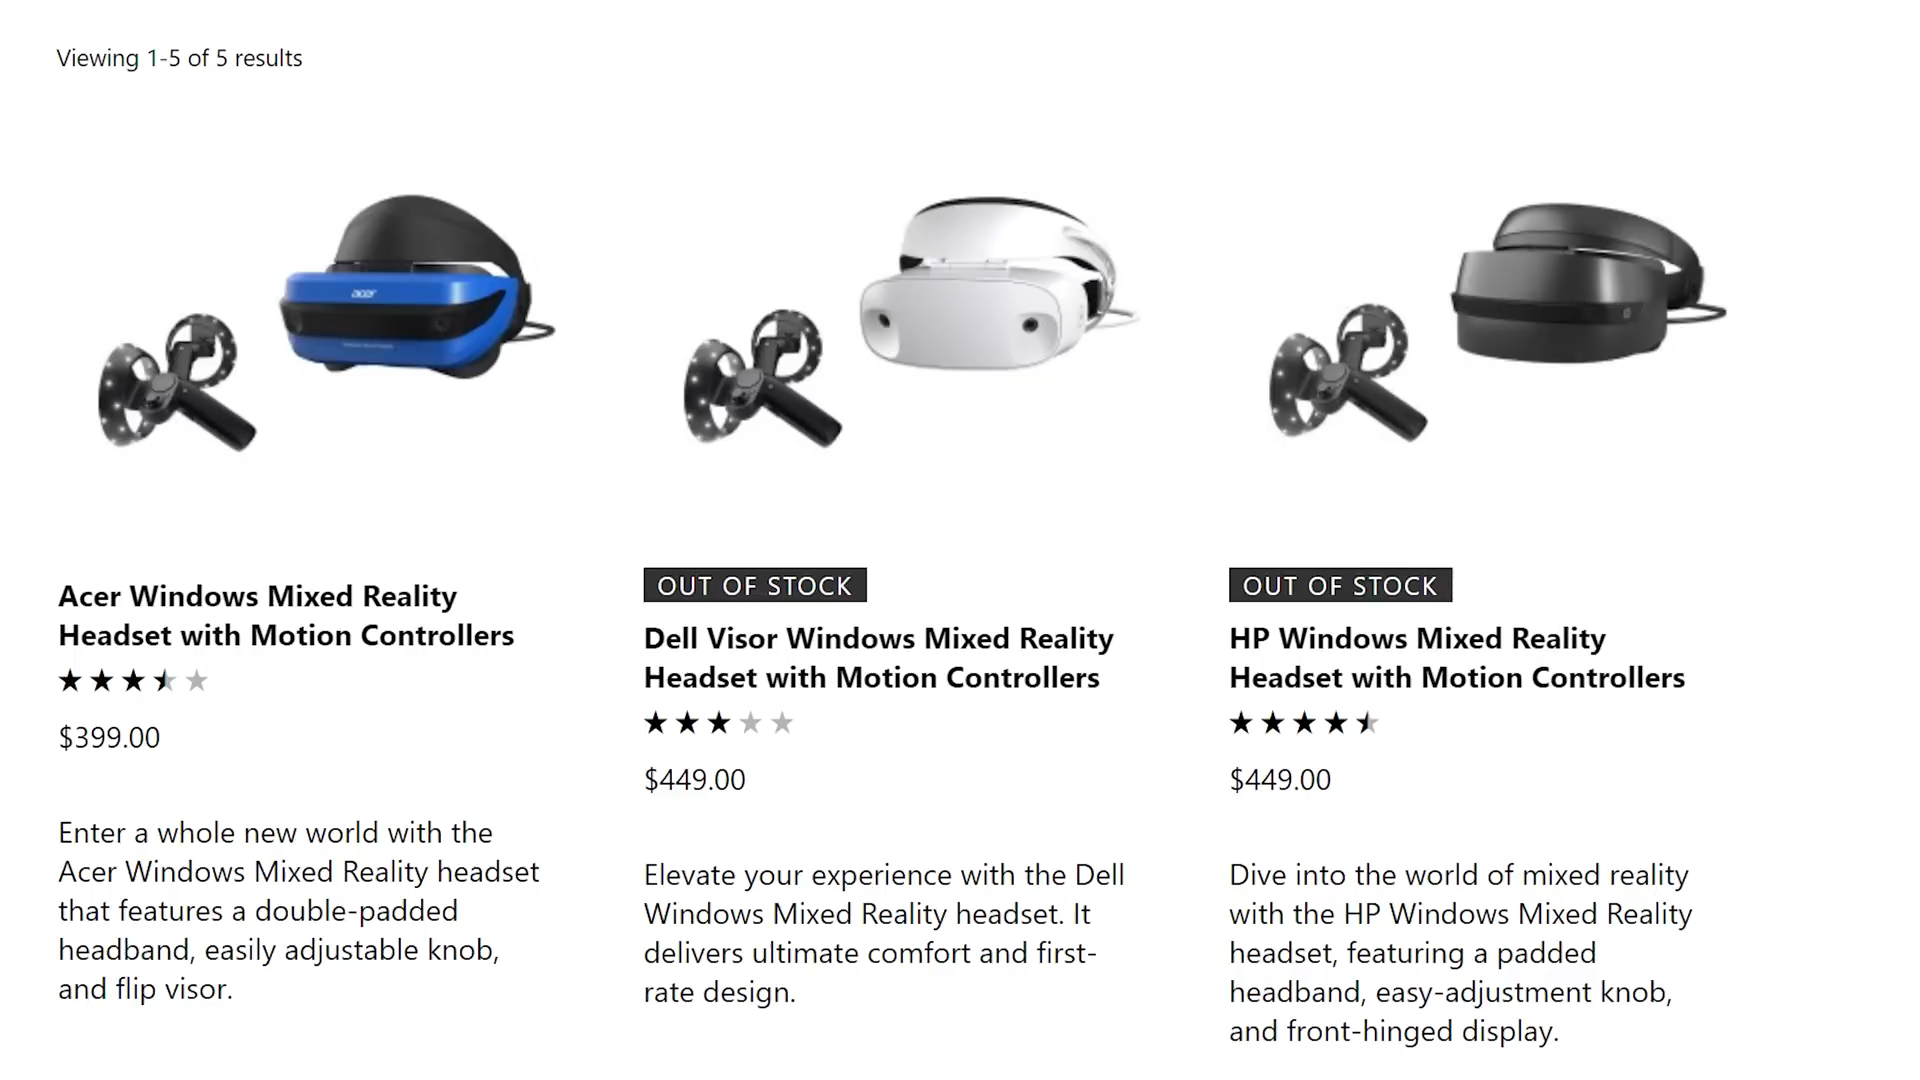 Viewing 1-5 of 5 results
acer
Acer Windows Mixed Reality
Headset with Motion Controllers
$399.00
Enter a whole new world with the
Acer Windows Mixed Reality headset
that features a double-padded
headband, easily adjustable knob,
and flip visor.
OUT OF STOCK
Dell Visor Windows Mixed Reality
Headset with Motion Controllers
$449.00
Elevate your experience with the Dell
Windows Mixed Reality headset. It
delivers ultimate comfort and first-
rate design.
OUT OF STOCK
HP Windows Mixed Reality
Headset with Motion Controllers
$449.00
Dive into the world of mixed reality
with the HP Windows Mixed Reality
headset, featuring a padded
headband, easy-adjustment knob,
and front-hinged display.